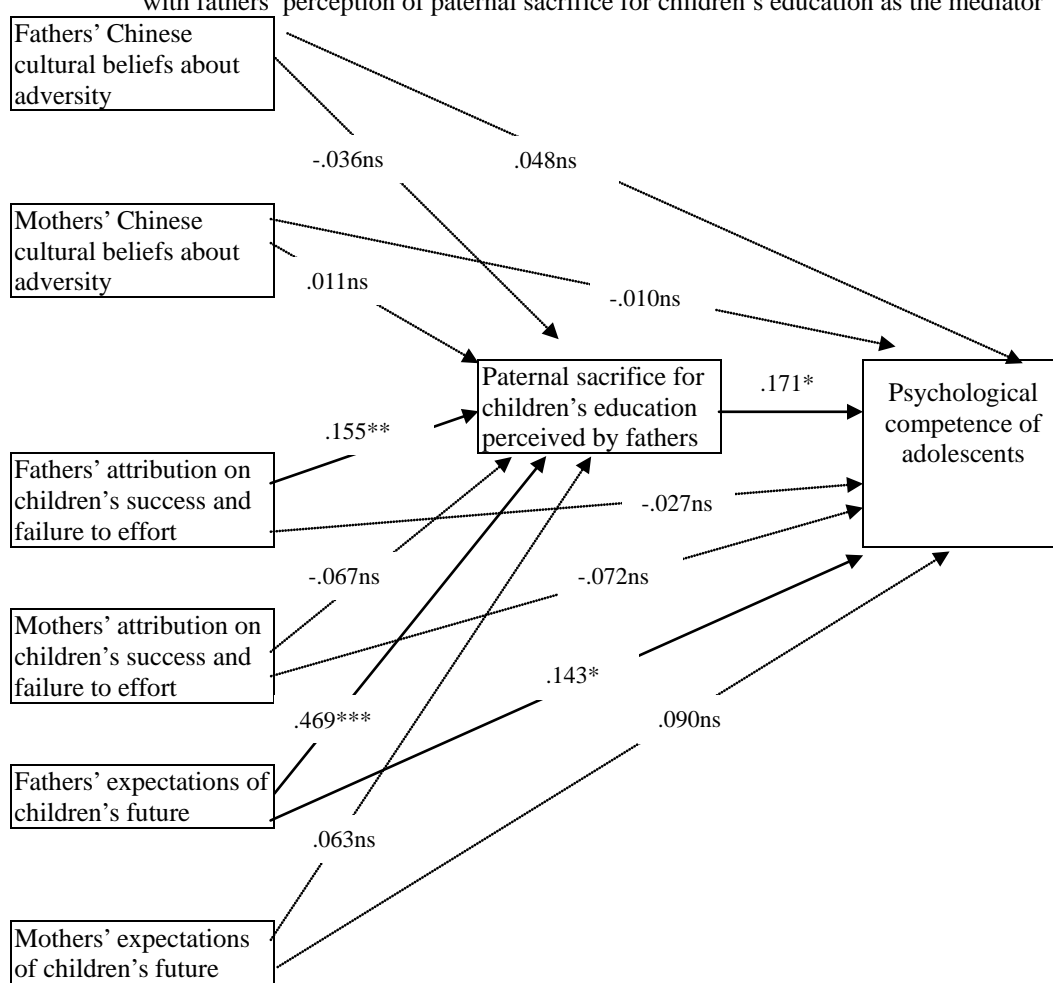 with fathers’ perception of paternal sacrifice for children’s education as the mediator
Fathers’ Chinese
cultural beliefs about
adversity
-.036ns
.048ns
Mothers’ Chinese
cultural beliefs about
adversity
.011ns
-.010ns
Paternal sacrifice for
children’s education
perceived by fathers
.171*
Psychological
competence of
adolescents
.155**
Fathers’ attribution on
children’s success and
failure to effort
-.027ns
-.067ns
-.072ns
Mothers’ attribution on
children’s success and
failure to effort
.143*
.469***
.090ns
Fathers’ expectations of
children’s future
.063ns
Mothers’ expectations
of children’s future